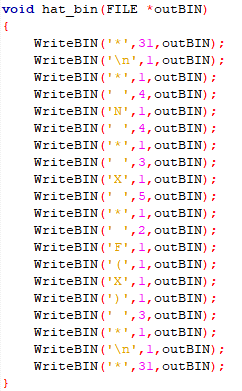 void hat_bin(FILE *outBIN)
{
WriteBIN('*',31,outBIN);
WriteBIN('\n',1,outBIN);
WriteBIN('*',1,outBIN);
WriteBIN(' ',4,outBIN);
WriteBIN('N',1,outBIN);
WriteBIN(' ',4,outBIN);
WriteBIN('*',1,outBIN);
WriteBIN(' ',3,outBIN);
WriteBIN('X',1,outBIN);
WriteBIN(' ',5,outBIN);
WriteBIN('*',1,outBIN);
WriteBIN(' ',2,outBIN);
WriteBIN('F',1,outBIN);
WriteBIN('(',1,outBIN);
WriteBIN('X',1,outBIN);
WriteBIN(')',1,outBIN);
WriteBIN(' ',3,outBIN);
WriteBIN('*',1,outBIN);
WriteBIN('\n',1,outBIN);
WriteBIN('*',31,outBIN);
}